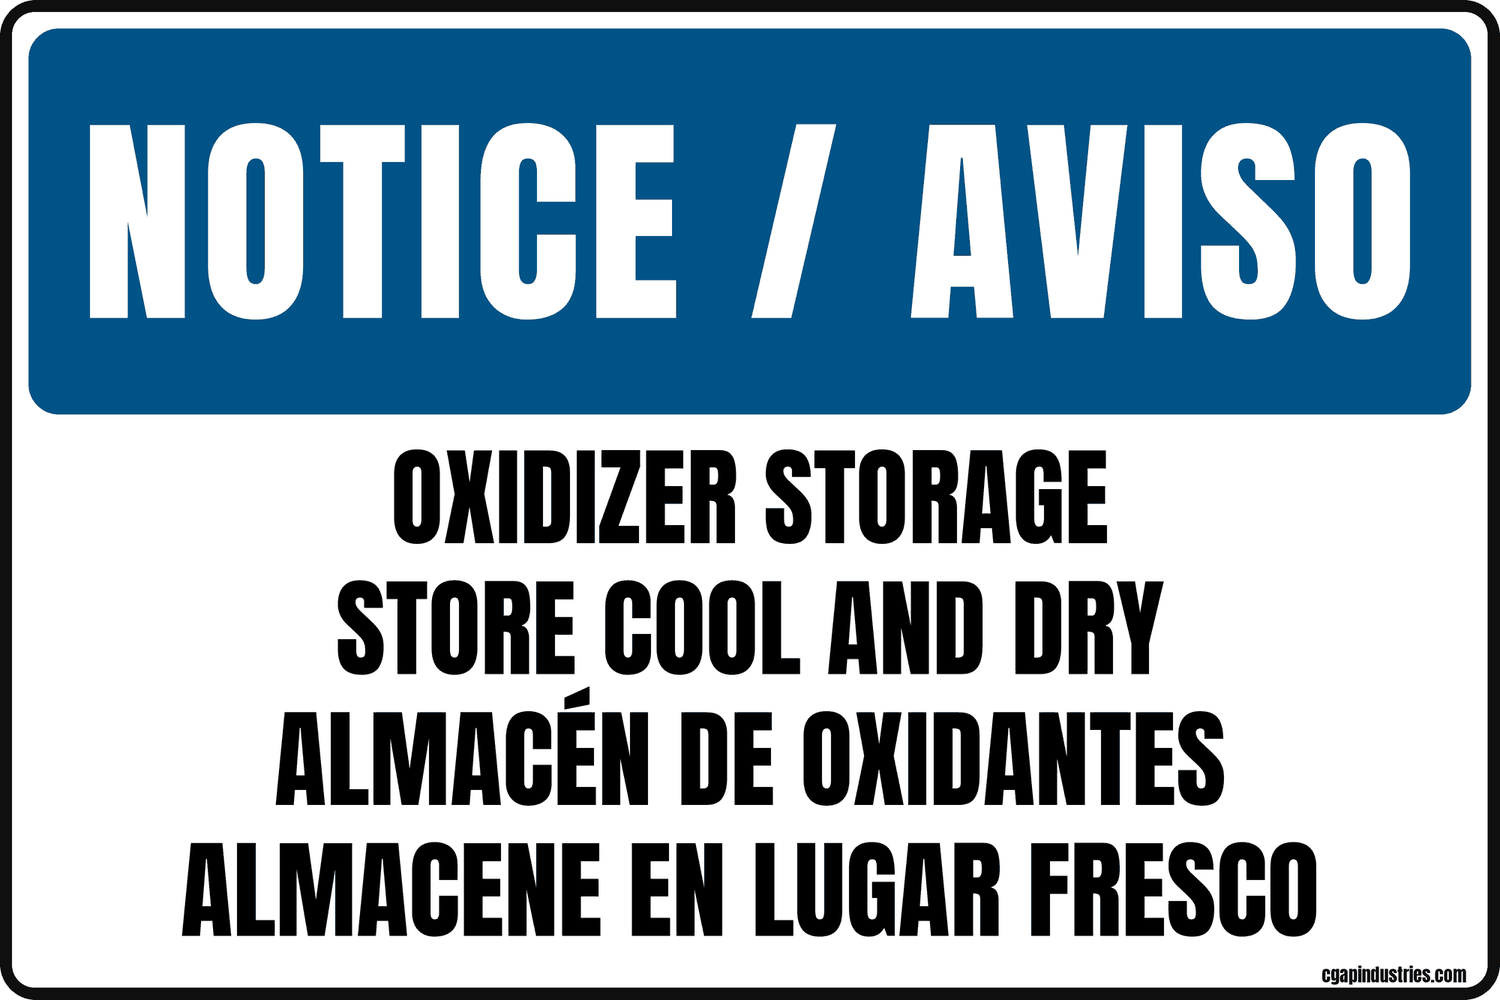 NOTICE / AVISO
OXIDIZER STORAGE
STORE COOL AND DRY
ALMACÉN DE OXIDANTES
ALMACENE EN LUGAR FRESCO
cgapindustries.com